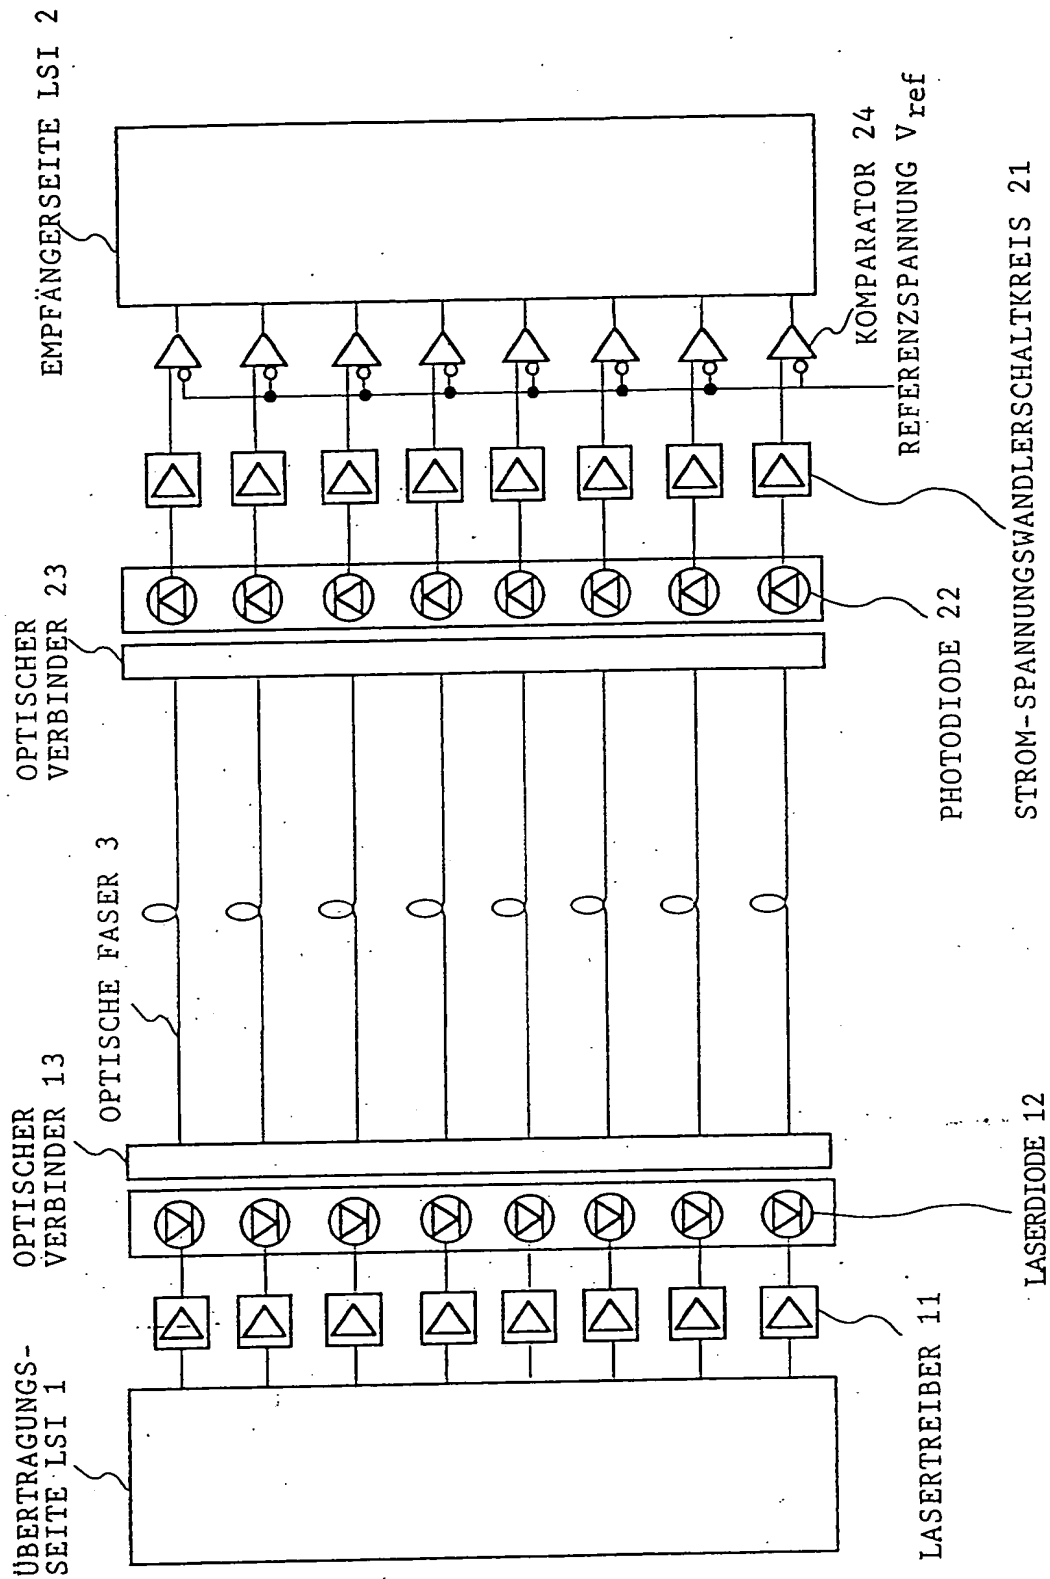 ÜBERTRAGUNGS-
SEITE LSI 1
OPTISCHER
VERBINDER 13
OPTISCHE FASER 3
OPTISCHER
VERBINDER 23
EMPFÄNGERSEITE LSI 2
LASERTREIBER 11
LASERDIODE 12
PHOTODIODE 22
STROM-SPANNUNGSWANDLERSCHALTKREIS 21
KOMPARATOR 24
REFERENZSPANNUNG Vref